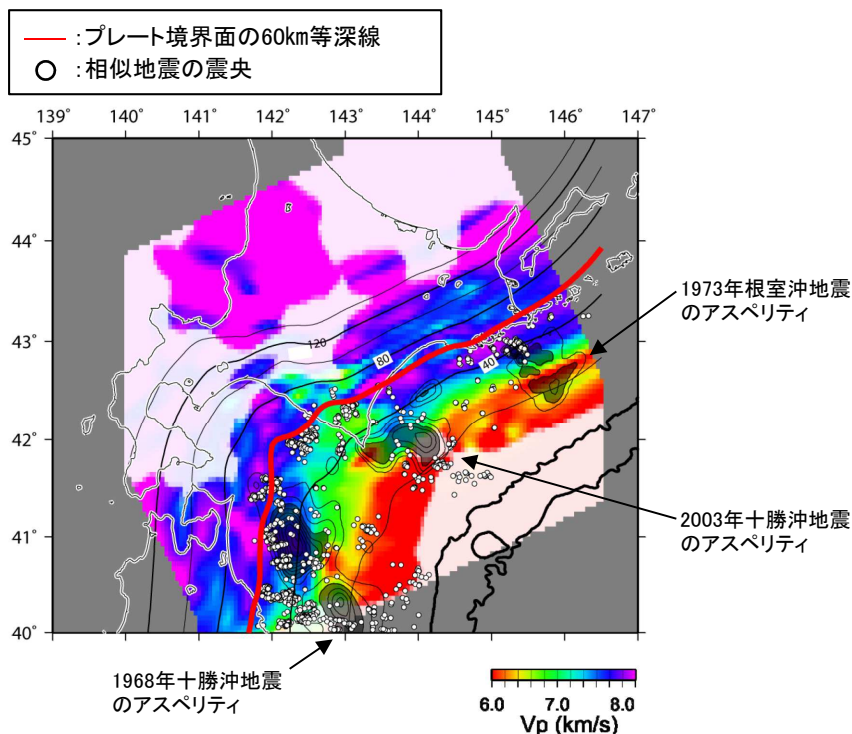 ：プレート境界面の60km等深線
：相似地震の震央
139° 140° 141° 142° 143° 144° 145° 146° 147°
45°
44°
1973年根室沖地震
のアスペリティ
43°
120
80
40
42°
2003年十勝沖地震
のアスペリティ
41°
40°
1968年十勝沖地震
のアスペリティ
6.0 7.0 8.0
Vp (km/s)